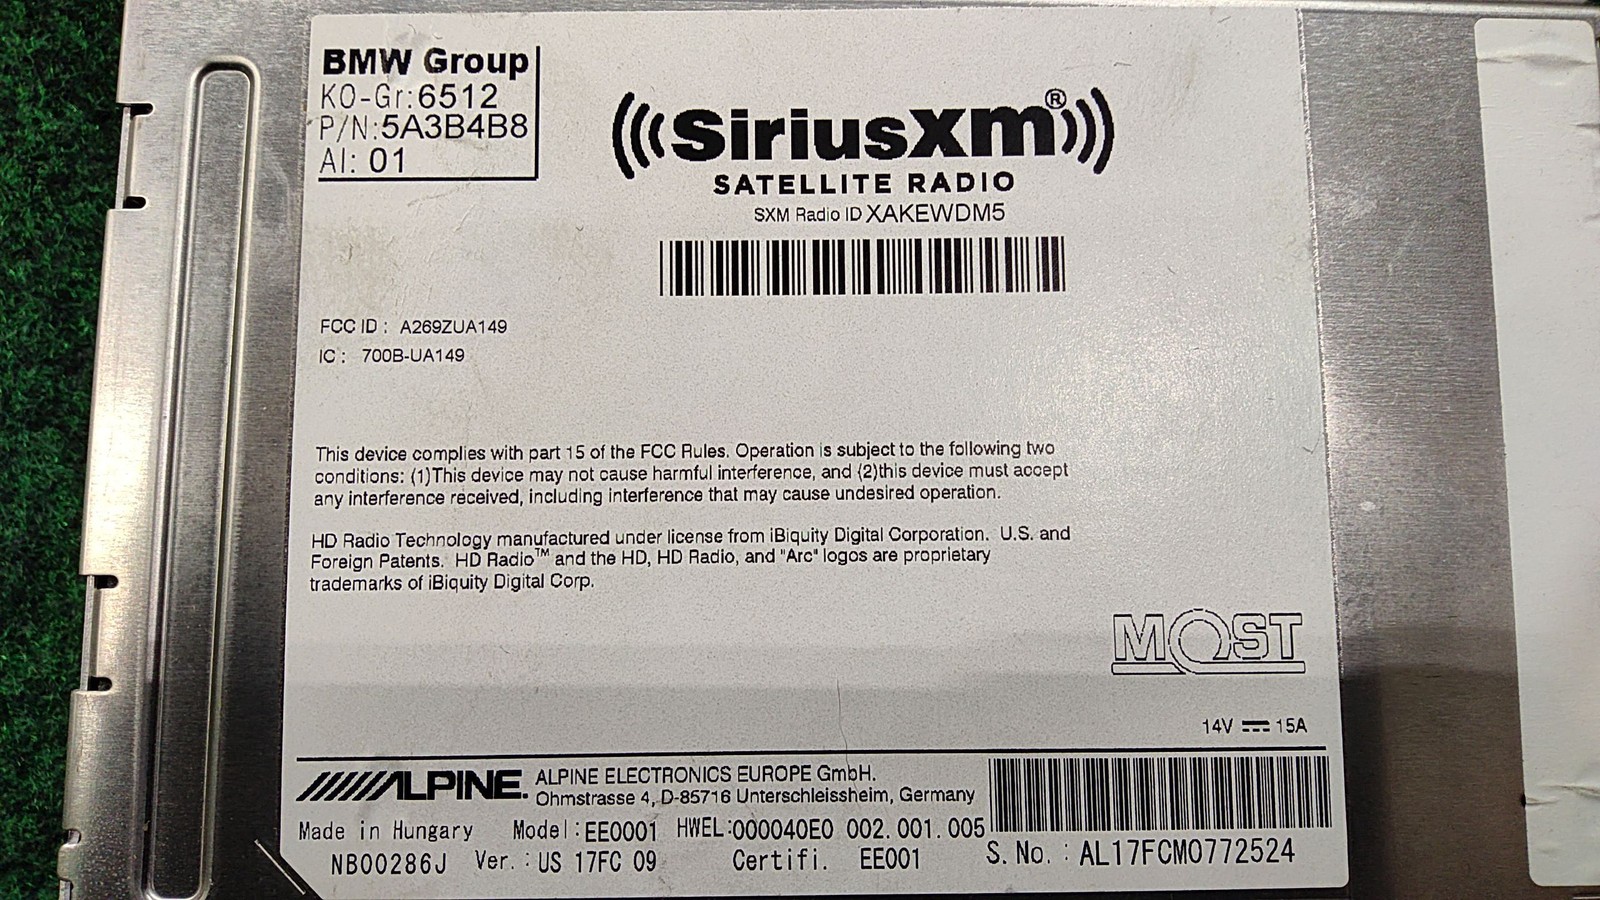 BMW Group
KO-Gr:6512
P/N:5A3B4B8
AI: 01
SiriusXm®
SATELLITE RADIO
SXM Radio ID XAKEWDM5
FCC ID : A269ZUA149
IC : 700B-UA149
This device complies with part 15 of the FCC Rules. Operation is subject to the following two
conditions: (1)This device may not cause harmful interference, and (2)this device must accept
any interference received, including interference that may cause undesired operation.
HD Radio Technology manufactured under license from iBiquity Digital Corporation. U.S. and
Foreign Patents. HD Radio™ and the HD, HD Radio, and "Arc" logos are proprietary
trademarks of iBiquity Digital Corp.
MOST
14V ⎓ 15A
ALPINE. ALPINE ELECTRONICS EUROPE GmbH.
Ohmstrasse 4, D-85716 Unterschleissheim, Germany
Made in Hungary Model:EE0001 HWEL:000040E0 002.001.005
NB00286J Ver.:US 17FC 09 Certifi. EE001 S.No.:AL17FCM0772524